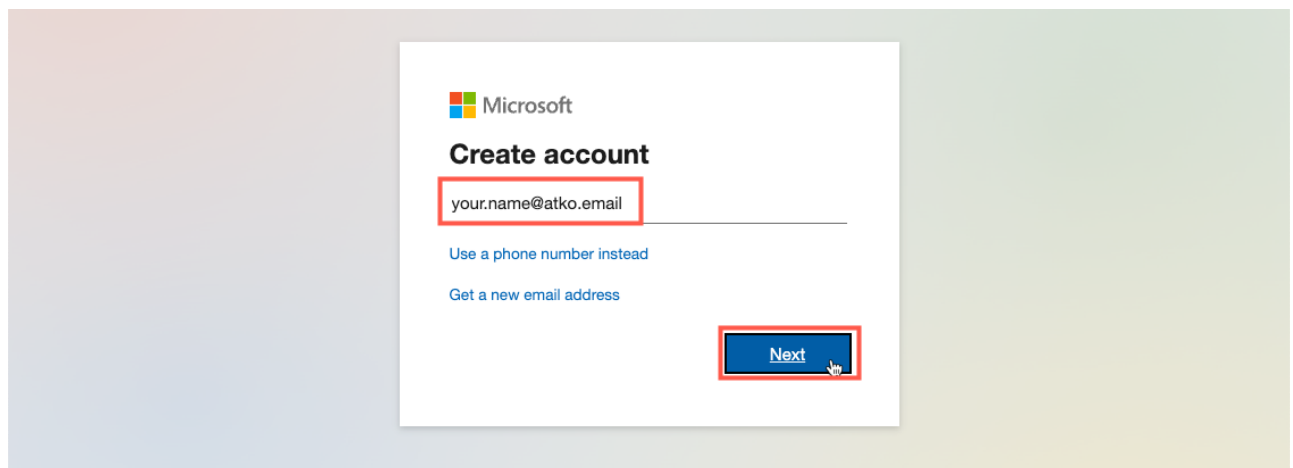 Microsoft
Create account
your.name@atko.email
Use a phone number instead
Get a new email address
Next